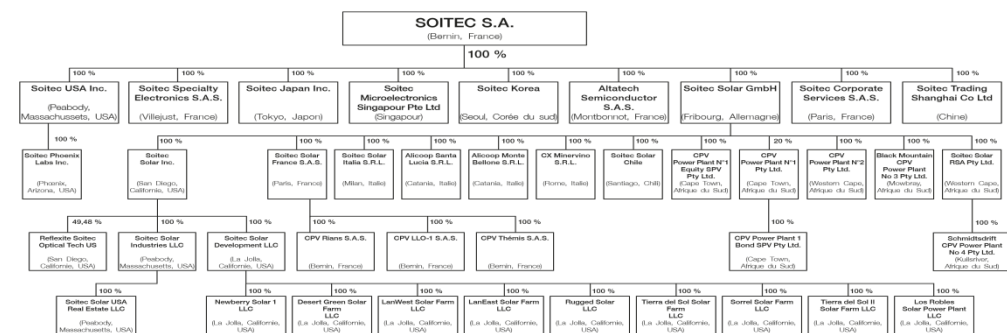 SOITEC S.A.
(Bernin, France)
100 %
100 %
100 %
100 %
100 %
100 %
100 %
100 %
100 %
100 %
Soitec USA Inc.
(Peabody,
Massachussets, USA)
Soitec Specialty
Electronics S.A.S.
(Villejust, France)
Soitec Japan Inc.
(Tokyo, Japon)
Soitec
Microelectronics
Singapour Pte Ltd
(Singapour)
Soitec Korea
(Seoul, Corée du sud)
Altatech
Semiconductor
S.A.S.
(Montbonnot, France)
Soitec Solar GmbH
(Fribourg, Allemagne)
Soitec Corporate
Services S.A.S.
(Paris, France)
Soitec Trading
Shanghai Co Ltd
(Chine)
100 %
100 %
100 %
100 %
100 %
100 %
100 %
100 %
100 %
20 %
100 %
100 %
100 %
Soitec Phoenix
Labs Inc.
(Phoenix,
Arizona, USA)
Soitec
Solar Inc.
(San Diego,
Californie, USA)
Soitec Solar
France S.A.S.
(Paris, France)
Soitec Solar
Italia S.R.L.
(Milan, Italie)
Alicoop Santa
Lucia S.R.L.
(Catania, Italie)
Alicoop Monte
Bellone S.R.L.
(Catania, Italie)
CX Minervino
S.R.L.
(Rome, Italie)
Soitec Solar
Chile
(Santiago, Chili)
CPV
Power Plant N°1
Equity SPV
Pty Ltd.
(Cape Town,
Afrique du Sud)
CPV
Power Plant N°1
Pty Ltd.
(Cape Town,
Afrique du Sud)
CPV
Power Plant N°2
Pty Ltd.
(Western Cape,
Afrique du Sud)
Black Mountain
CPV
Power Plant
No 3 Pty Ltd.
(Mowbray,
Afrique du Sud)
Soitec Solar
RSA Pty Ltd.
(Western Cape,
Afrique du Sud)
49,48 %
100 %
100 %
100 %
100 %
100 %
100 %
100 %
Reflexite Soitec
Optical Tech US
(San Diego,
Californie, USA)
Soitec Solar
Industries LLC
(Peabody,
Massachusetts, USA)
Soitec Solar
Development LLC
(La Jolla,
Californie, USA)
CPV Rians S.A.S.
(Bernin, France)
CPV LLO-1 S.A.S.
(Bernin, France)
CPV Thémis S.A.S.
(Bernin, France)
CPV Power Plant 1
Bond SPV Pty Ltd.
(Cape Town,
Afrique du Sud)
Schmidtsdrift
CPV Power Plant
No 4 Pty Ltd.
(Kuilsriver,
Afrique du Sud)
100 %
100 %
100 %
100 %
100 %
100 %
100 %
100 %
100 %
100 %
Soitec Solar USA
Real Estate LLC
(Peabody,
Massachusetts, USA)
Newberry Solar 1
LLC
(La Jolla, Californie,
USA)
Desert Green Solar
Farm
LLC
(La Jolla, Californie,
USA)
LanWest Solar Farm
LLC
(La Jolla, Californie,
USA)
LanEast Solar Farm
LLC
(La Jolla, Californie,
USA)
Rugged Solar
LLC
(La Jolla, Californie,
USA)
Tierra del Sol Solar
Farm
LLC
(La Jolla, Californie,
USA)
Sorrel Solar Farm
LLC
(La Jolla, Californie,
USA)
Tierra del Sol II
Solar Farm LLC
(La Jolla, Californie,
USA)
Los Robles
Solar Power Plant
LLC
(La Jolla, Californie,
USA)